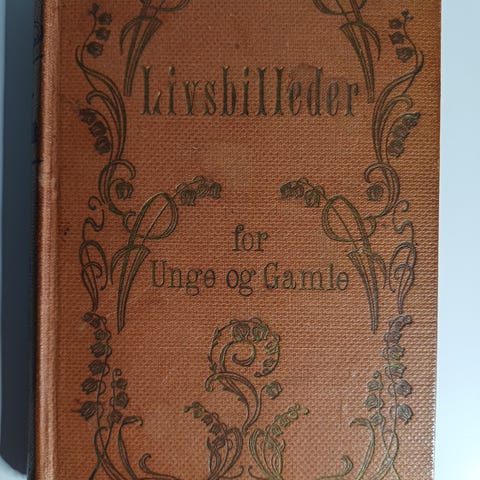 Livsbilleder
for
Unge og Gamle